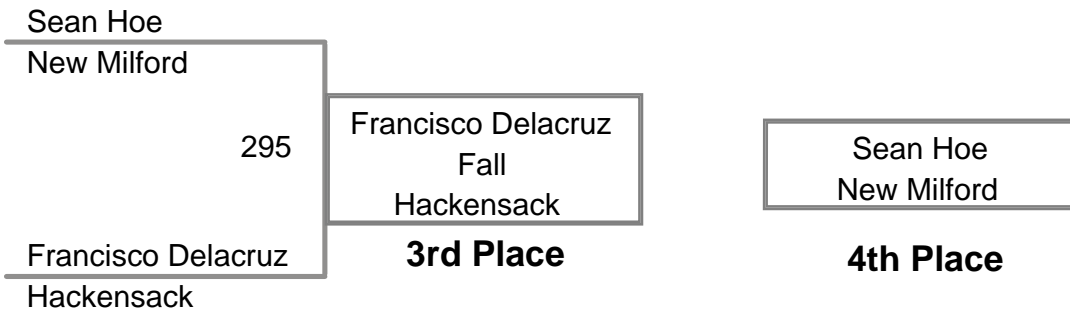 Sean Hoe
New Milford
295
Francisco Delacruz
Hackensack
Francisco Delacruz
Fall
Hackensack
3rd Place
Sean Hoe
New Milford
4th Place